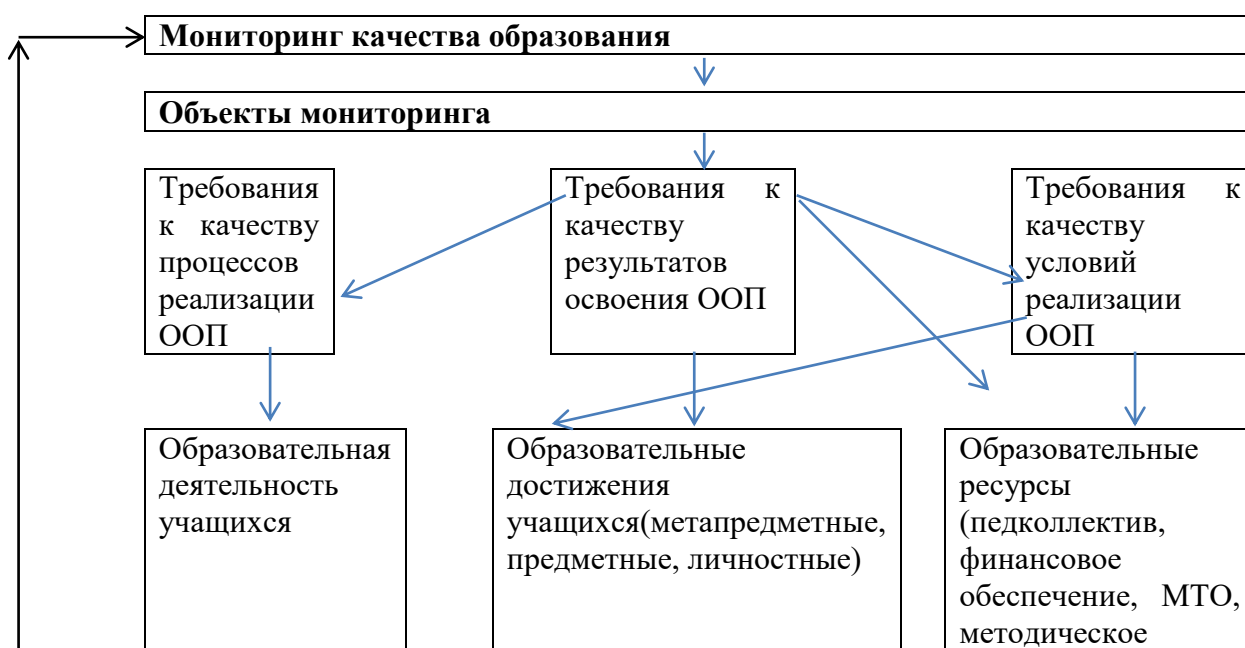 Мониторинг качества образования
Объекты мониторинга
Требования
к качеству
процессов
реализации
ООП
Требования к
качеству
результатов
освоения ООП
Требования к
качеству
условий
реализации
ООП
Образовательная
деятельность
учащихся
Образовательные
достижения
учащихся(метапредметные,
предметные, личностные)
Образовательные
ресурсы
(педколлектив,
финансовое
обеспечение, МТО,
методическое